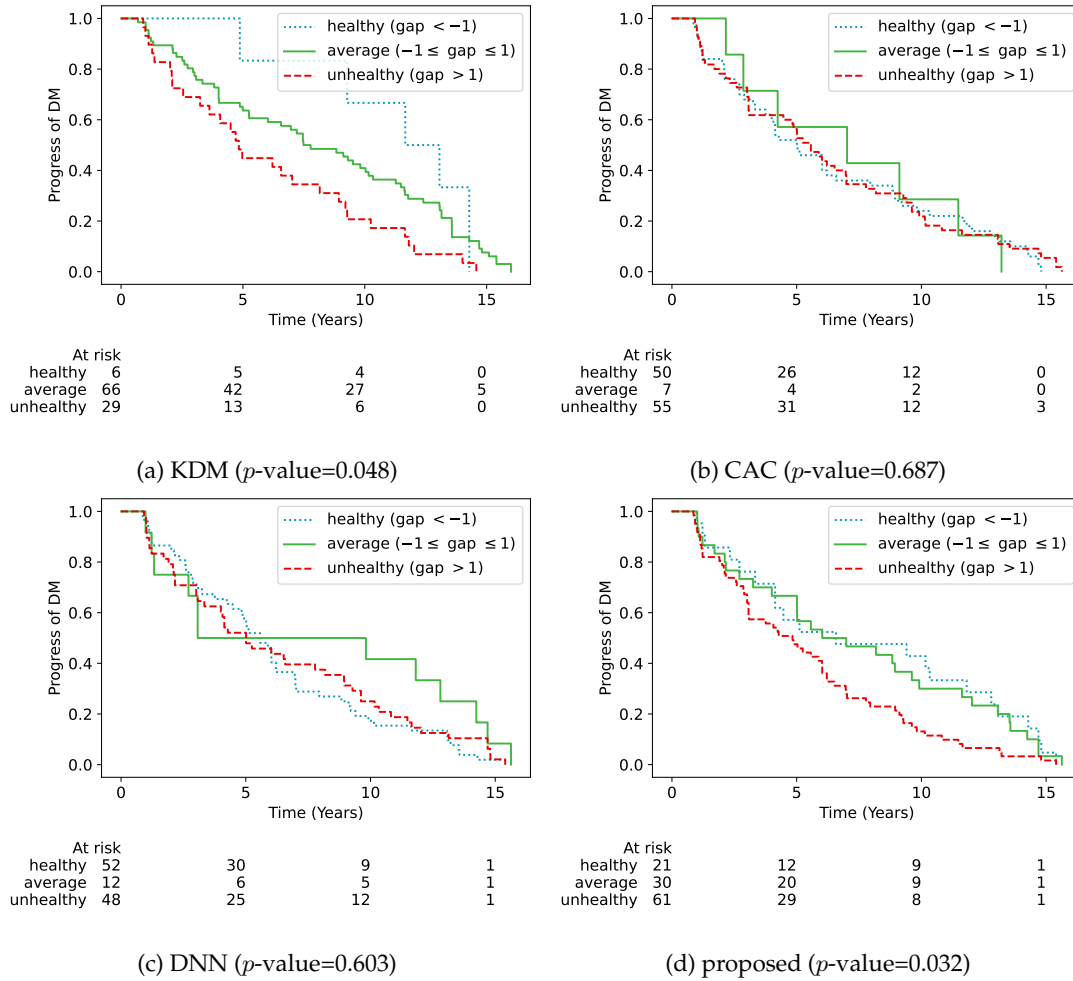 1.0
0.8
0.6
0.4
0.2
0.0
Progress of DM
healthy (gap < −1)
average (−1 ≤ gap ≤ 1)
unhealthy (gap > 1)
0 5 10 15
Time (Years)
At risk
healthy 6 5 4 0
average 66 42 27 5
unhealthy 29 13 6 0
(a) KDM (p-value=0.048)
1.0
0.8
0.6
0.4
0.2
0.0
Progress of DM
healthy (gap < −1)
average (−1 ≤ gap ≤ 1)
unhealthy (gap > 1)
0 5 10 15
Time (Years)
At risk
healthy 50 26 12 0
average 7 4 2 0
unhealthy 55 31 12 3
(b) CAC (p-value=0.687)
1.0
0.8
0.6
0.4
0.2
0.0
Progress of DM
healthy (gap < −1)
average (−1 ≤ gap ≤ 1)
unhealthy (gap > 1)
0 5 10 15
Time (Years)
At risk
healthy 52 30 9 1
average 12 6 5 1
unhealthy 48 25 12 1
(c) DNN (p-value=0.603)
1.0
0.8
0.6
0.4
0.2
0.0
Progress of DM
healthy (gap < −1)
average (−1 ≤ gap ≤ 1)
unhealthy (gap > 1)
0 5 10 15
Time (Years)
At risk
healthy 21 12 9 1
average 30 20 9 1
unhealthy 61 29 8 1
(d) proposed (p-value=0.032)